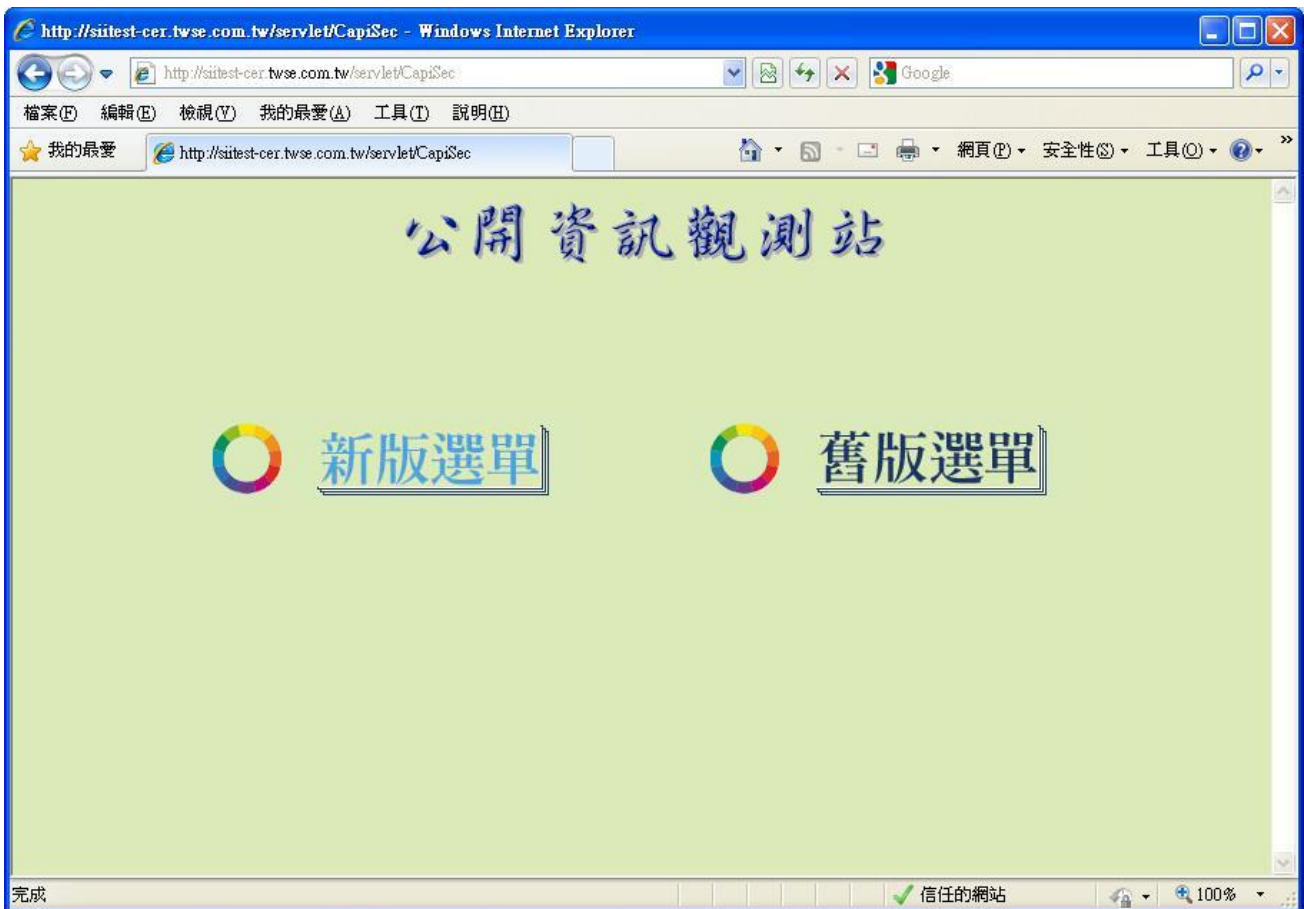 http://siitest-cer.twse.com.tw/servlet/CapiSec - Windows Internet Explorer
http://siitest-cer.twse.com.tw/servlet/CapiSec Google
檔案(F) 編輯(E) 檢視(V) 我的最愛(A) 工具(T) 說明(H)
我的最愛 http://siitest-cer.twse.com.tw/servlet/CapiSec 網頁(P) 安全性(S) 工具(O)
公開資訊觀測站
新版選單 舊版選單
完成 信任的網站 100%